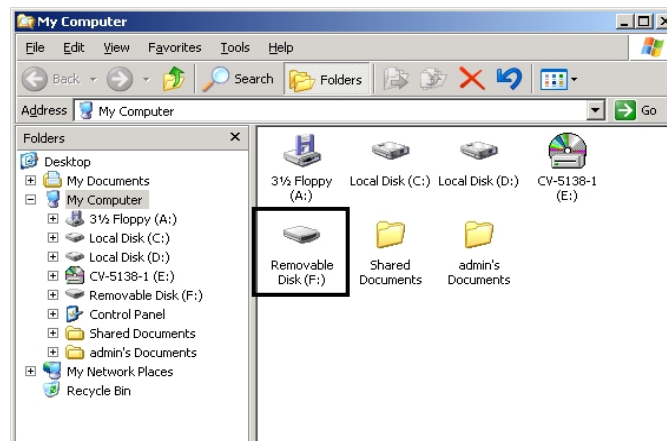 My Computer
File Edit View Favorites Tools Help
Back Search Folders
Address My Computer Go
Folders
Desktop
My Documents
My Computer
3½ Floppy (A:)
Local Disk (C:)
Local Disk (D:)
CV-5138-1 (E:)
Removable Disk (F:)
Control Panel
Shared Documents
admin's Documents
My Network Places
Recycle Bin
3½ Floppy
(A:)
Local Disk (C:)
Local Disk (D:)
CV-5138-1
(E:)
Removable
Disk (F:)
Shared
Documents
admin's
Documents